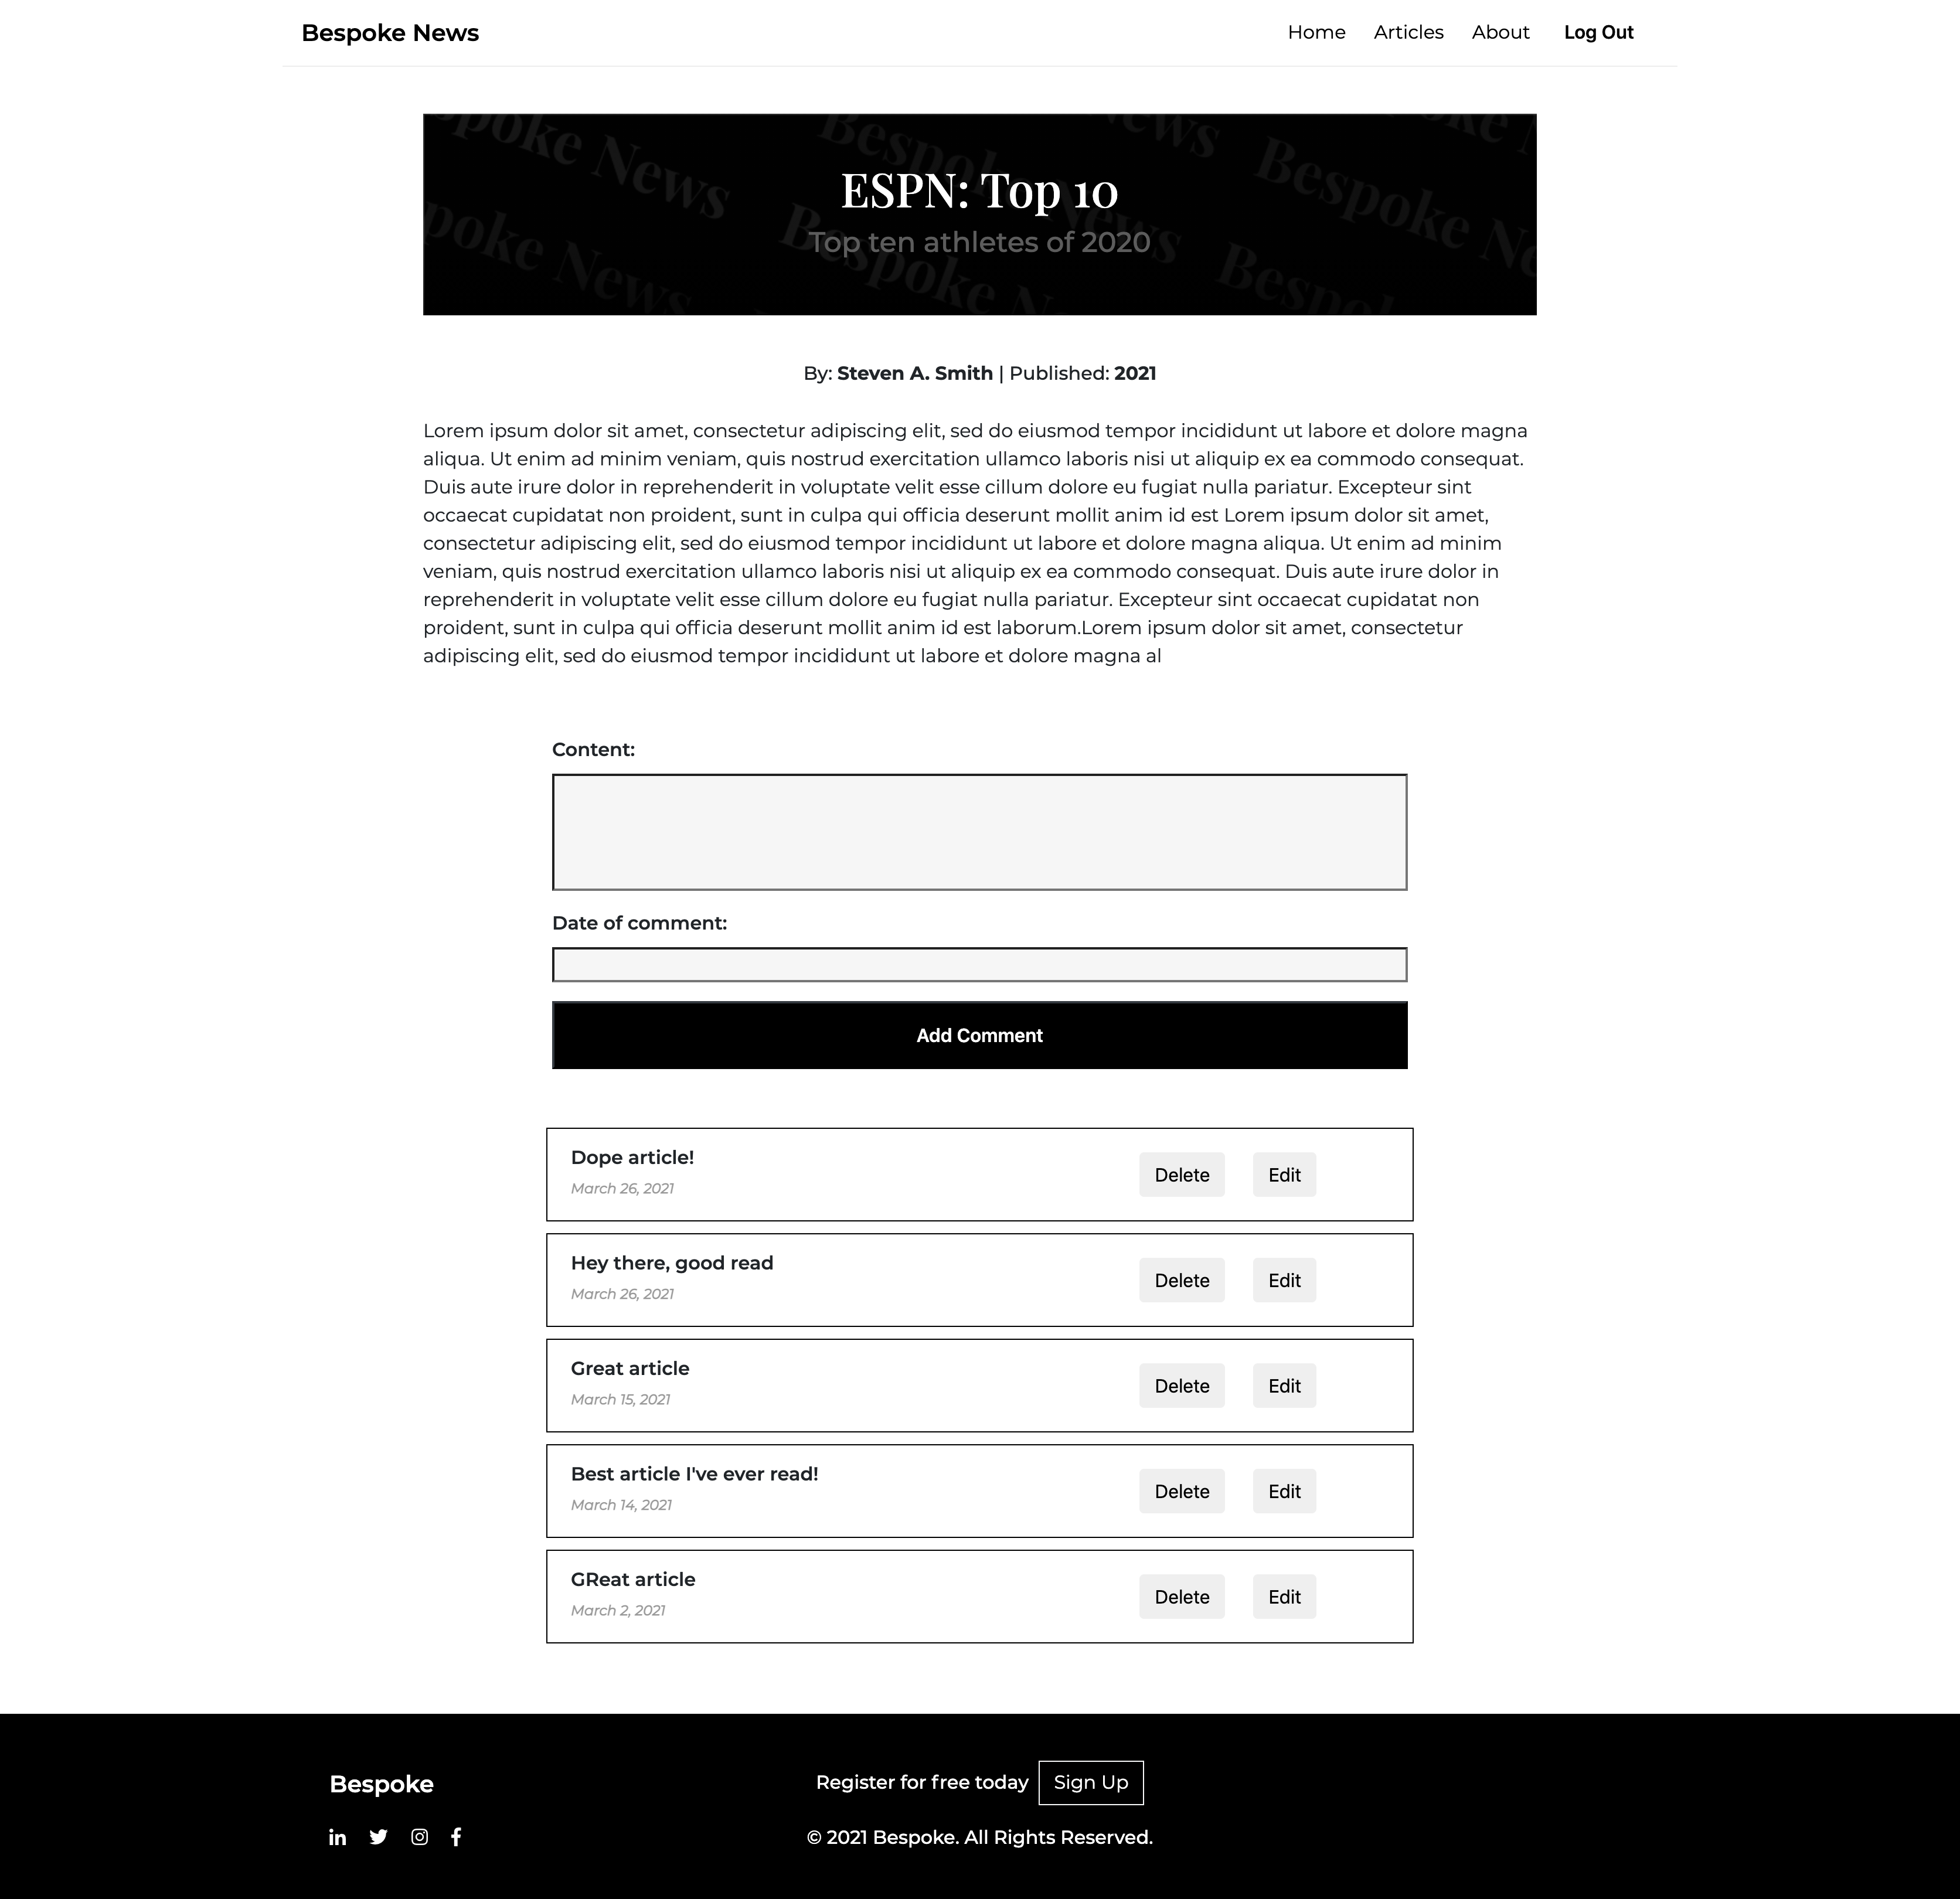 Bespoke News
Home Articles About Log Out
ESPN: Top 10
Top ten athletes of 2020
By: Steven A. Smith | Published: 2021
Lorem ipsum dolor sit amet, consectetur adipiscing elit, sed do eiusmod tempor incididunt ut labore et dolore magna
aliqua. Ut enim ad minim veniam, quis nostrud exercitation ullamco laboris nisi ut aliquip ex ea commodo consequat.
Duis aute irure dolor in reprehenderit in voluptate velit esse cillum dolore eu fugiat nulla pariatur. Excepteur sint
occaecat cupidatat non proident, sunt in culpa qui officia deserunt mollit anim id est Lorem ipsum dolor sit amet,
consectetur adipiscing elit, sed do eiusmod tempor incididunt ut labore et dolore magna aliqua. Ut enim ad minim
veniam, quis nostrud exercitation ullamco laboris nisi ut aliquip ex ea commodo consequat. Duis aute irure dolor in
reprehenderit in voluptate velit esse cillum dolore eu fugiat nulla pariatur. Excepteur sint occaecat cupidatat non
proident, sunt in culpa qui officia deserunt mollit anim id est laborum.Lorem ipsum dolor sit amet, consectetur
adipiscing elit, sed do eiusmod tempor incididunt ut labore et dolore magna al
Content:
Date of comment:
Add Comment
Dope article!
March 26, 2021
Delete Edit
Hey there, good read
March 26, 2021
Delete Edit
Great article
March 15, 2021
Delete Edit
Best article I've ever read!
March 14, 2021
Delete Edit
GReat article
March 2, 2021
Delete Edit
Bespoke
Register for free today Sign Up
© 2021 Bespoke. All Rights Reserved.